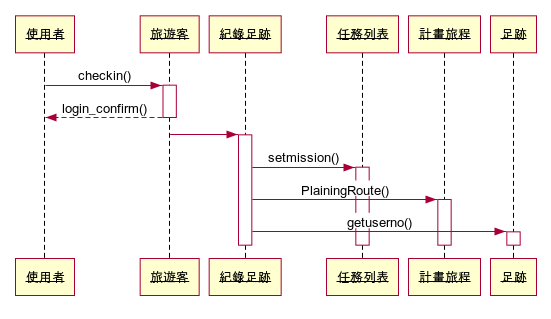 使用者 旅遊客 紀錄足跡 任務列表 計畫旅程 足跡
checkin()
login_confirm()
setmission()
PlainingRoute()
getuserno()
使用者 旅遊客 紀錄足跡 任務列表 計畫旅程 足跡